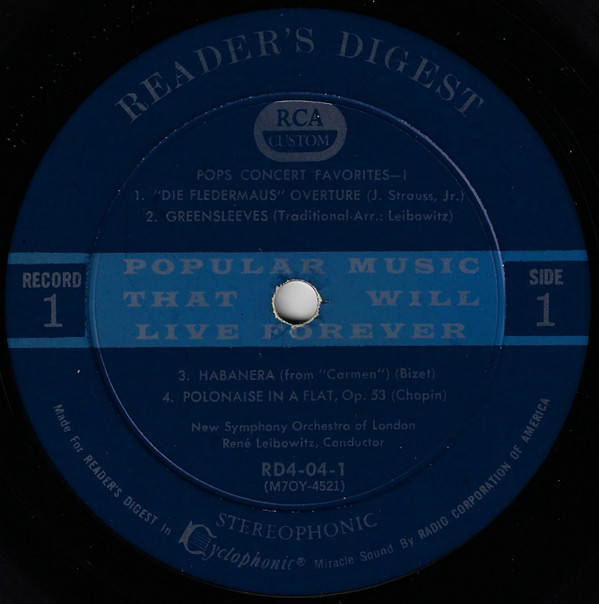 READER'S DIGEST
RCA
CUSTOM
POPS CONCERT FAVORITES—1
1. "DIE FLEDERMAUS" OVERTURE (J. Strauss, Jr.)
2. GREENSLEEVES (Traditional-Arr.: Leibowitz)
RECORD
1
POPULAR MUSIC
THAT WILL
LIVE FOREVER
SIDE
1
3. HABANERA (from "Carmen") (Bizet)
4. POLONAISE IN A FLAT, Op. 53 (Chopin)
New Symphony Orchestra of London
René Leibowitz, Conductor
RD4-04-1
(M7OY-4521)
STEREOPHONIC
Made For READER'S DIGEST in Cyclophonic® Miracle Sound By RADIO CORPORATION OF AMERICA